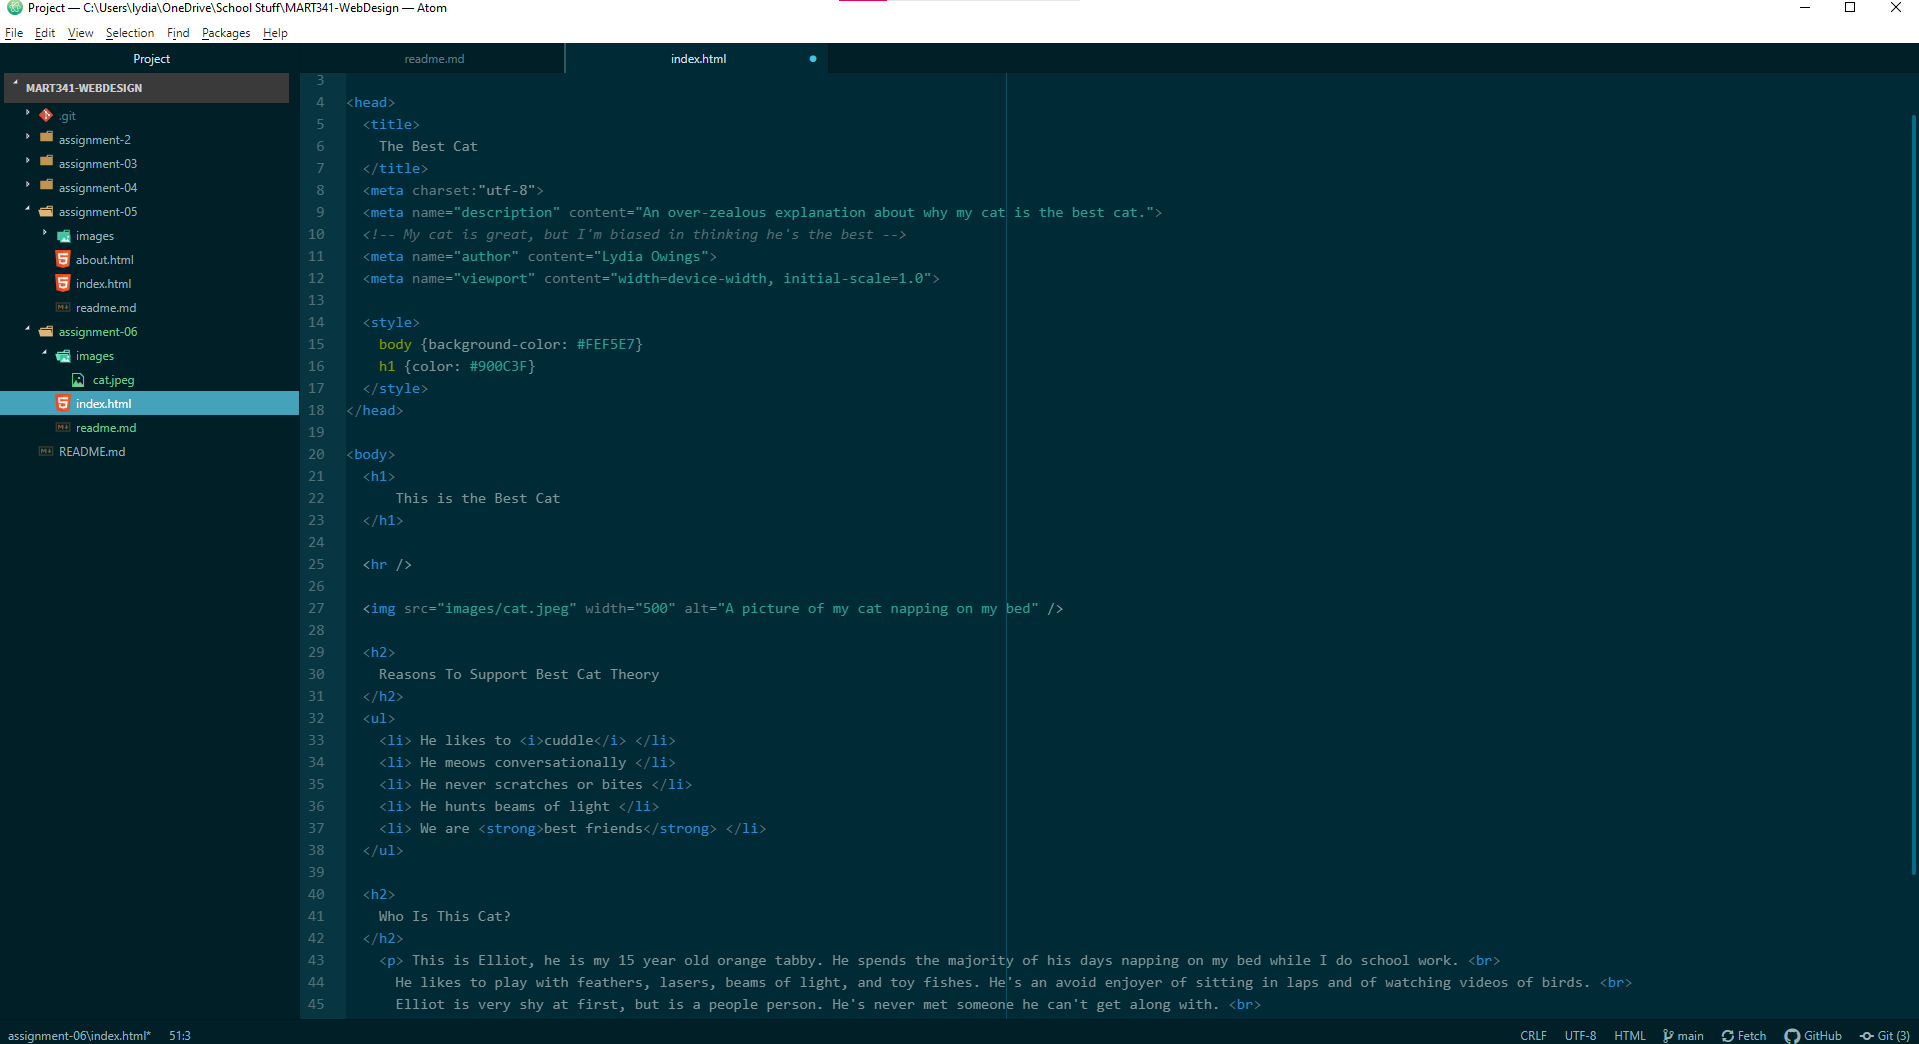 Project — C:\Users\lydia\OneDrive\School Stuff\MART341-WebDesign — Atom
File Edit View Selection Find Packages Help
Project
readme.md
index.html
MART341-WEBDESIGN
.git
assignment-2
assignment-03
assignment-04
assignment-05
images
about.html
index.html
readme.md
assignment-06
images
cat.jpeg
index.html
readme.md
README.md
3
4 <head>
5 <title>
6 The Best Cat
7 </title>
8 <meta charset:"utf-8">
9 <meta name="description" content="An over-zealous explanation about why my cat is the best cat.">
10 <!-- My cat is great, but I'm biased in thinking he's the best -->
11 <meta name="author" content="Lydia Owings">
12 <meta name="viewport" content="width=device-width, initial-scale=1.0">
13
14 <style>
15 body {background-color: #FEF5E7}
16 h1 {color: #900C3F}
17 </style>
18 </head>
19
20 <body>
21 <h1>
22 This is the Best Cat
23 </h1>
24
25 <hr />
26
27 <img src="images/cat.jpeg" width="500" alt="A picture of my cat napping on my bed" />
28
29 <h2>
30 Reasons To Support Best Cat Theory
31 </h2>
32 <ul>
33 <li> He likes to <i>cuddle</i> </li>
34 <li> He meows conversationally </li>
35 <li> He never scratches or bites </li>
36 <li> He hunts beams of light </li>
37 <li> We are <strong>best friends</strong> </li>
38 </ul>
39
40 <h2>
41 Who Is This Cat?
42 </h2>
43 <p> This is Elliot, he is my 15 year old orange tabby. He spends the majority of his days napping on my bed while I do school work. <br>
44 He likes to play with feathers, lasers, beams of light, and toy fishes. He's an avoid enjoyer of sitting in laps and of watching videos of birds. <br>
45 Elliot is very shy at first, but is a people person. He's never met someone he can't get along with. <br>
assignment-06\index.html* 51:3 CRLF UTF-8 HTML main Fetch GitHub Git (3)